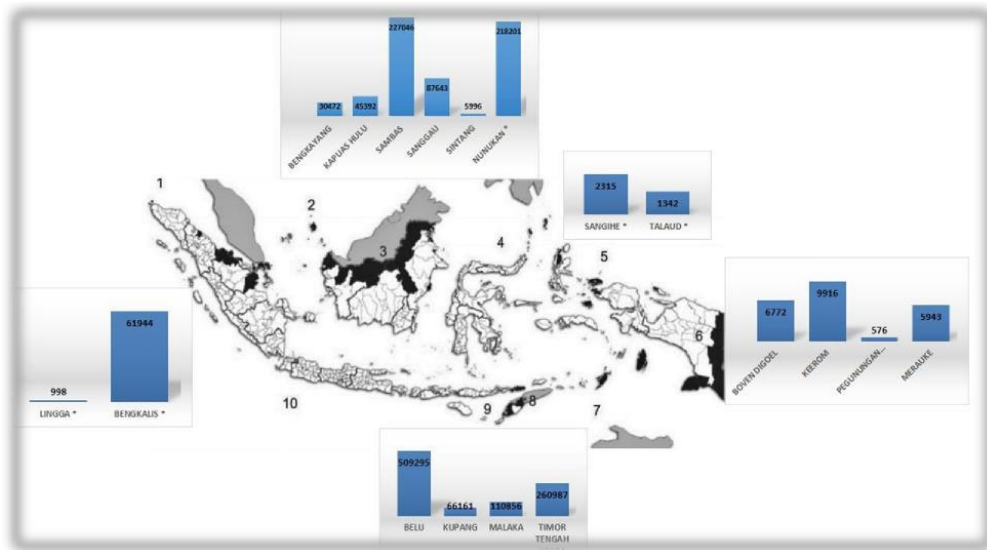 227046
218201
87643
30472
45392
5996
BENGKAYANG
KAPUAS HULU
SAMBAS
SANGGAU
SINTANG
NUNUKAN *
2315
1342
SANGIHE *
TALAUD *
1
2
3
4
5
6
7
8
9
10
61944
998
LINGGA *
BENGKALIS *
6772
9916
576
5943
BOVEN DIGOEL
KEEROM
PEGUNUNGAN...
MERAUKE
509295
66161
110856
260987
BELU
KUPANG
MALAKA
TIMOR
TENGAH